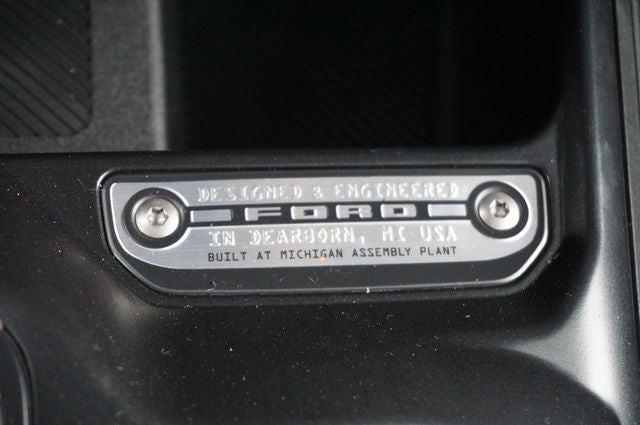 DESIGNED & ENGINEERED
FORD
IN DEARBORN, MI USA
BUILT AT MICHIGAN ASSEMBLY PLANT